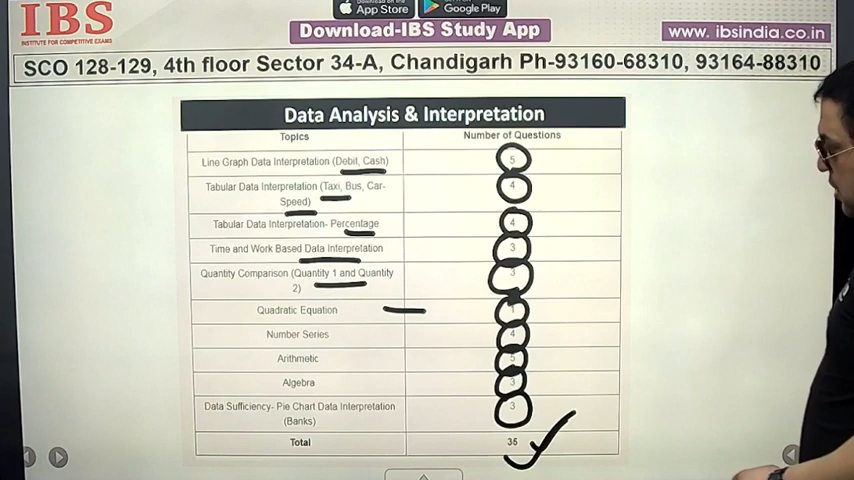 IBS
INSTITUTE FOR COMPETITIVE EXAMS
Download on the
App Store
Google Play
Download-IBS Study App
www. ibsindia.co.in
SCO 128-129, 4th floor Sector 34-A, Chandigarh Ph-93160-68310, 93164-88310
Data Analysis & Interpretation
Topics Number of Questions
Line Graph Data Interpretation (Debit, Cash) 5
Tabular Data Interpretation (Taxi, Bus, Car-
Speed) 4
Tabular Data Interpretation- Percentage 4
Time and Work Based Data Interpretation 3
Quantity Comparison (Quantity 1 and Quantity
2) 3
Quadratic Equation 1
Number Series 4
Arithmetic 5
Algebra 3
Data Sufficiency- Pie Chart Data Interpretation
(Banks) 3
Total 35